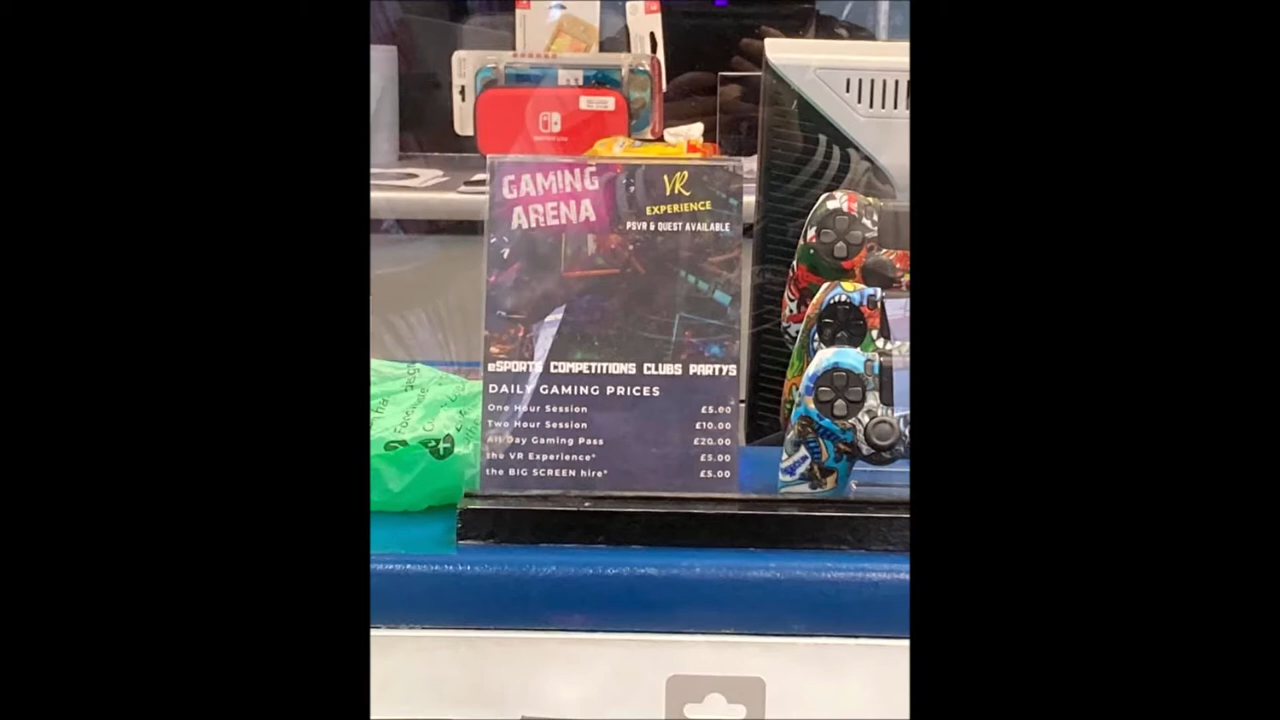 GAMING
ARENA
VR
EXPERIENCE
PSVR & QUEST AVAILABLE
eSPORTS COMPETITIONS CLUBS PARTYS
DAILY GAMING PRICES
One Hour Session £5.00
Two Hour Session £10.00
All Day Gaming Pass £20.00
the VR Experience* £5.00
the BIG SCREEN hire* £5.00